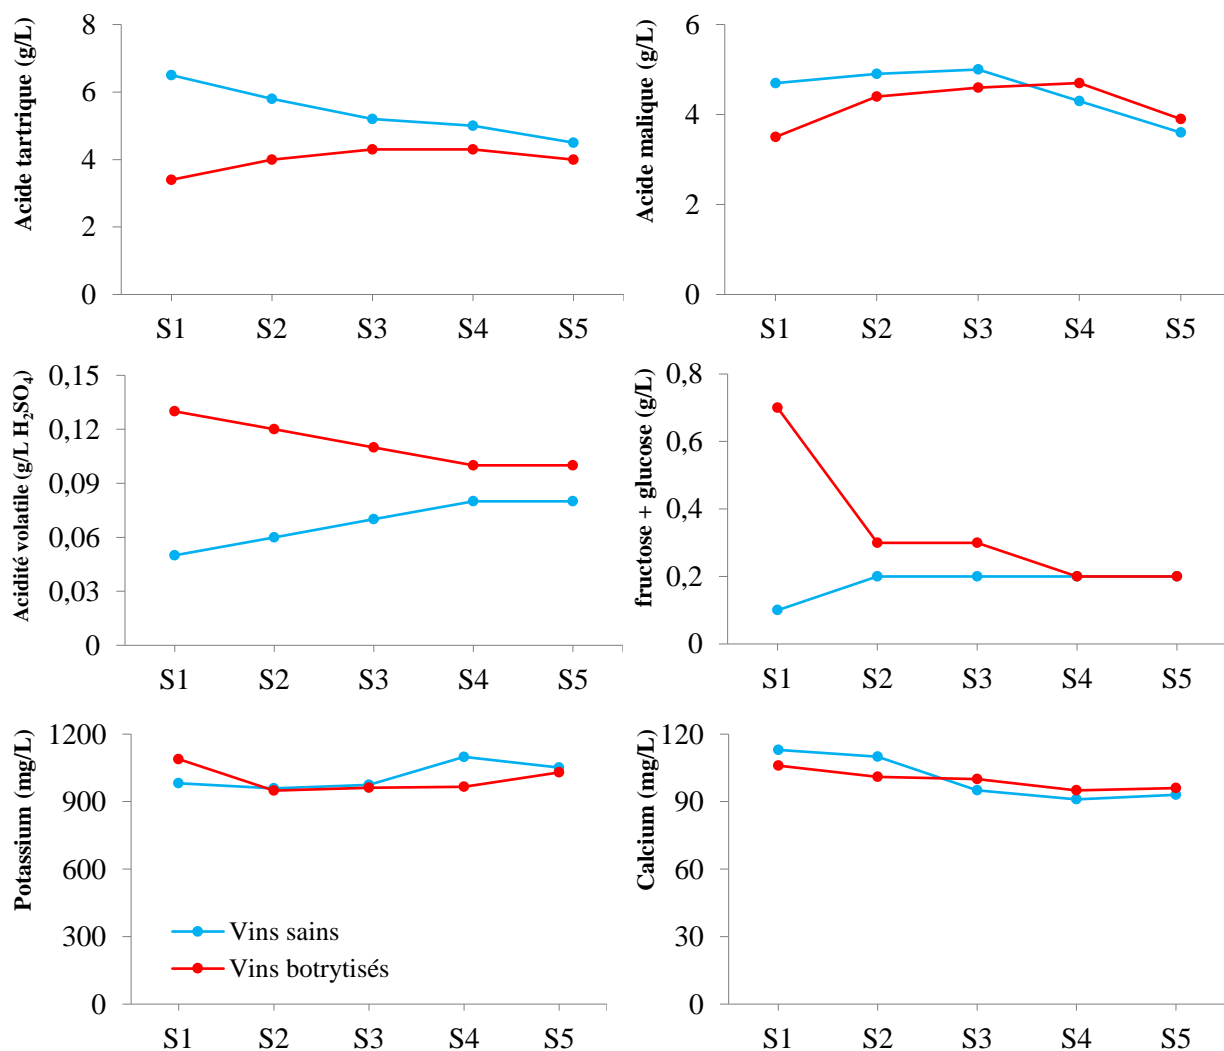 Acide tartrique (g/L)
8
6
4
2
0
S1 S2 S3 S4 S5
Acide malique (g/L)
6
4
2
0
S1 S2 S3 S4 S5
Acidité volatile (g/L H₂SO₄)
0,15
0,12
0,09
0,06
0,03
0
S1 S2 S3 S4 S5
fructose + glucose (g/L)
0,8
0,6
0,4
0,2
0
S1 S2 S3 S4 S5
Potassium (mg/L)
1200
900
600
300
0
Vins sains
Vins botrytisés
S1 S2 S3 S4 S5
Calcium (mg/L)
120
90
60
30
0
S1 S2 S3 S4 S5